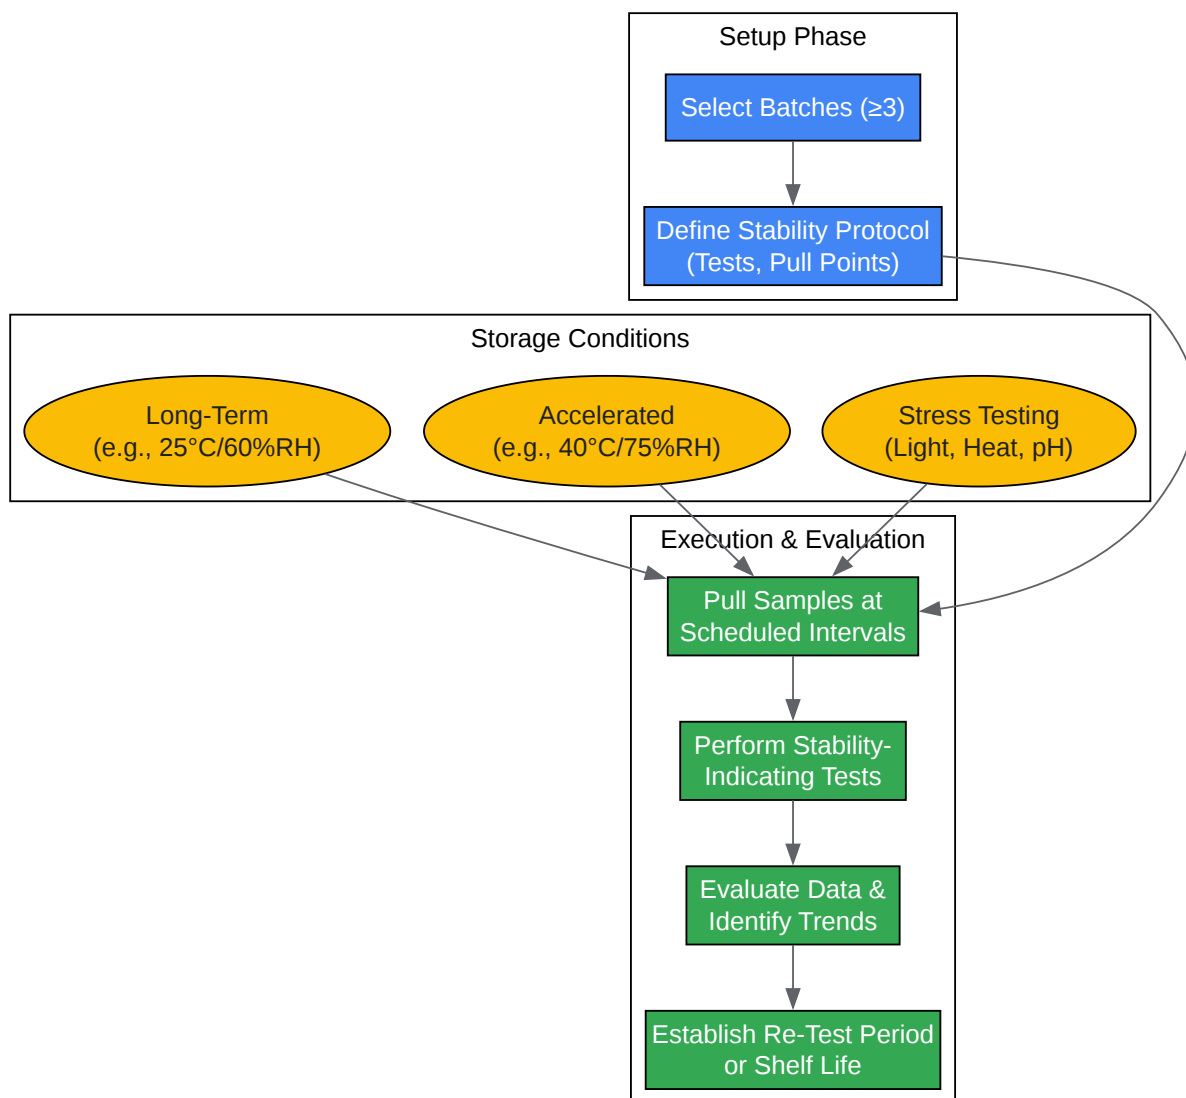 Setup Phase
Select Batches (≥3)
Define Stability Protocol
(Tests, Pull Points)
Storage Conditions
Long-Term
(e.g., 25°C/60%RH)
Accelerated
(e.g., 40°C/75%RH)
Stress Testing
(Light, Heat, pH)
Execution & Evaluation
Pull Samples at
Scheduled Intervals
Perform Stability-
Indicating Tests
Evaluate Data &
Identify Trends
Establish Re-Test Period
or Shelf Life